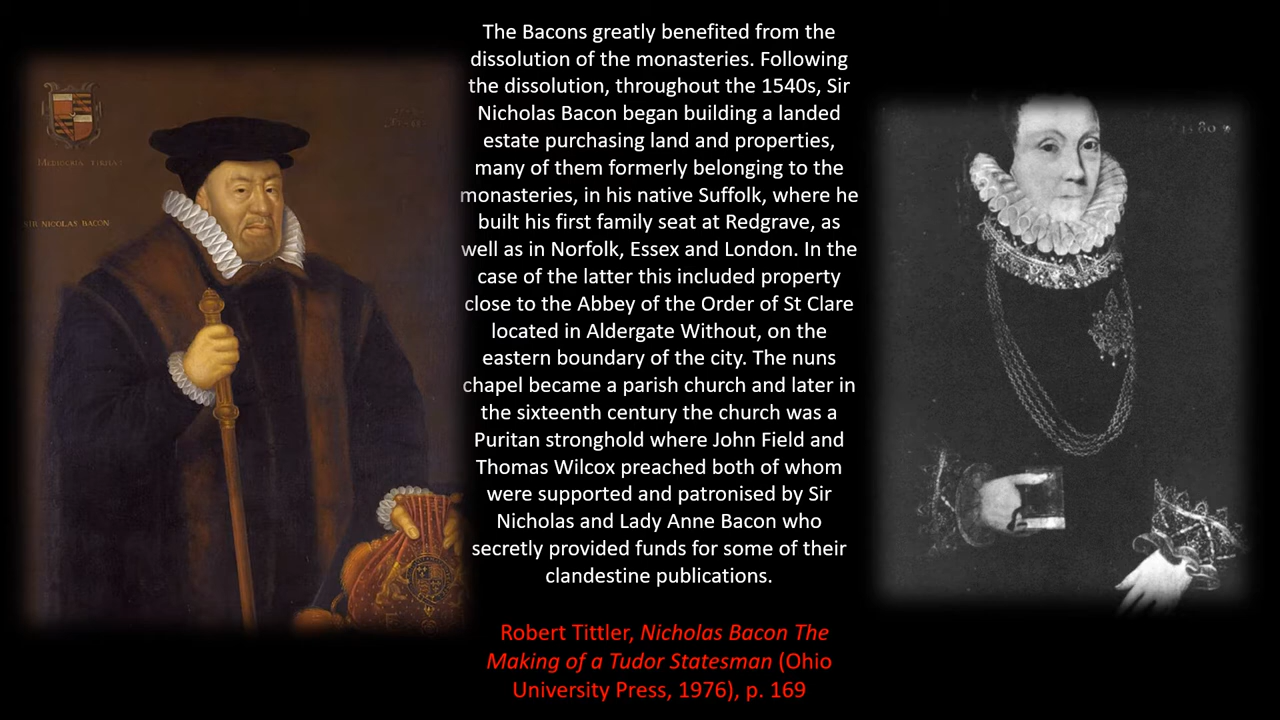 The Bacons greatly benefited from the
dissolution of the monasteries. Following
the dissolution, throughout the 1540s, Sir
Nicholas Bacon began building a landed
estate purchasing land and properties,
many of them formerly belonging to the
monasteries, in his native Suffolk, where he
built his first family seat at Redgrave, as
well as in Norfolk, Essex and London. In the
case of the latter this included property
close to the Abbey of the Order of St Clare
located in Aldergate Without, on the
eastern boundary of the city. The nuns
chapel became a parish church and later in
the sixteenth century the church was a
Puritan stronghold where John Field and
Thomas Wilcox preached both of whom
were supported and patronised by Sir
Nicholas and Lady Anne Bacon who
secretly provided funds for some of their
clandestine publications.
Robert Tittler, Nicholas Bacon The
Making of a Tudor Statesman (Ohio
University Press, 1976), p. 169
MEDIOCRIA FIRMA
SIR NICOLAS BACON
1580